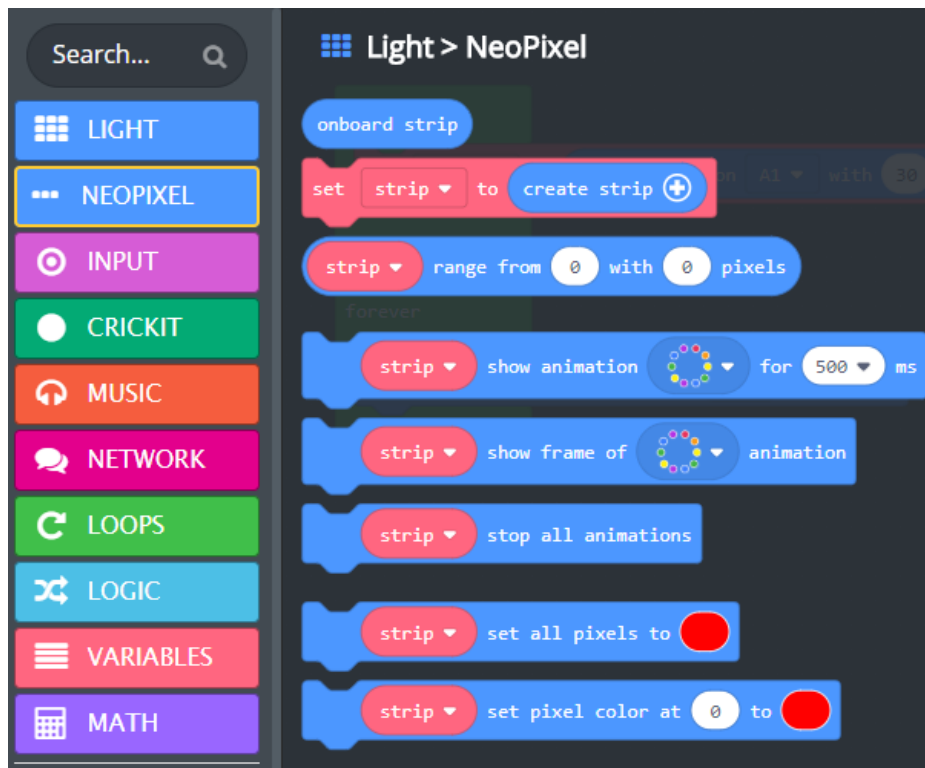 Search...
LIGHT
NEOPIXEL
INPUT
CRICKIT
MUSIC
NETWORK
LOOPS
LOGIC
VARIABLES
MATH
Light > NeoPixel
onboard strip
set strip to create strip
on A1 with 30
strip range from 0 with 0 pixels
forever
strip show animation for 500 ms
strip show frame of animation
strip stop all animations
strip set all pixels to
strip set pixel color at 0 to